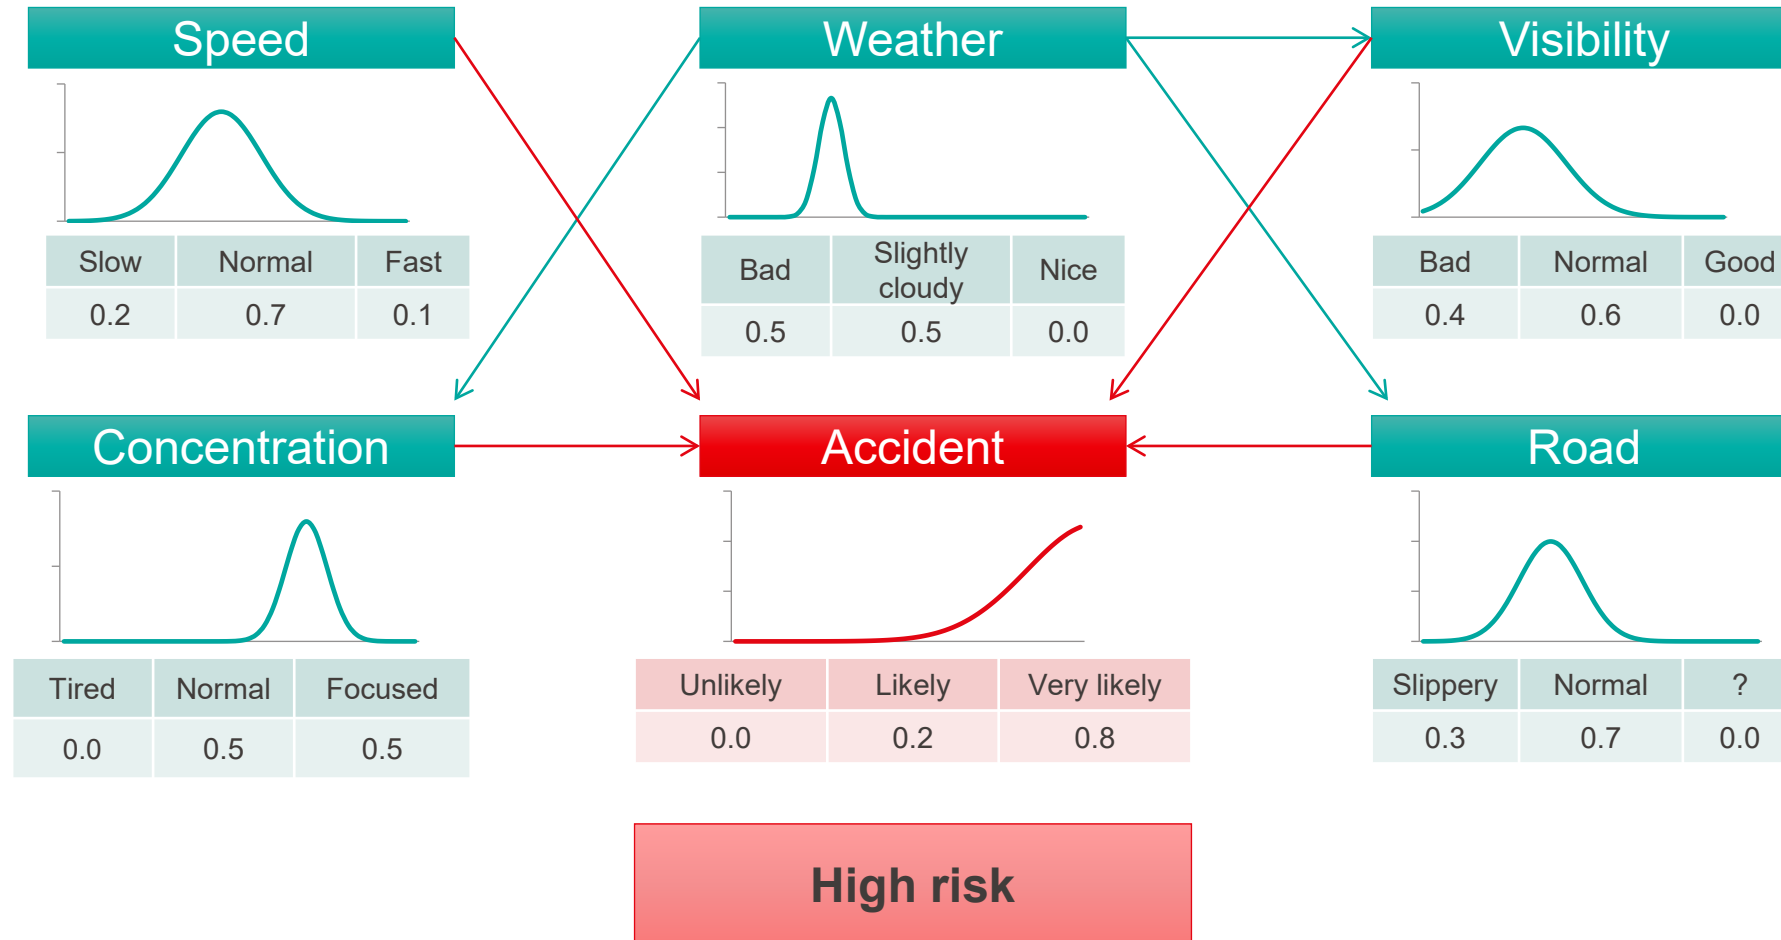 Speed
Weather
Visibility
Slow Normal Fast
0.2 0.7 0.1
Bad Slightly cloudy Nice
0.5 0.5 0.0
Bad Normal Good
0.4 0.6 0.0
Concentration
Accident
Road
Tired Normal Focused
0.0 0.5 0.5
Unlikely Likely Very likely
0.0 0.2 0.8
Slippery Normal ?
0.3 0.7 0.0
High risk